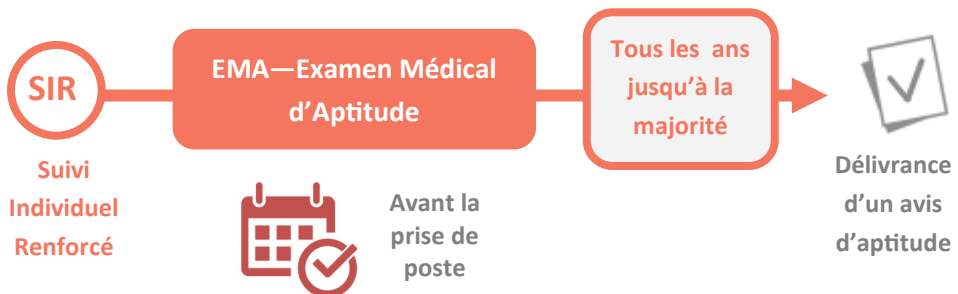 SIR
Suivi
Individuel
Renforcé
EMA—Examen Médical
d'Aptitude
Avant la
prise de
poste
Tous les  ans
jusqu'à la
majorité
Délivrance
d'un avis
d'aptitude